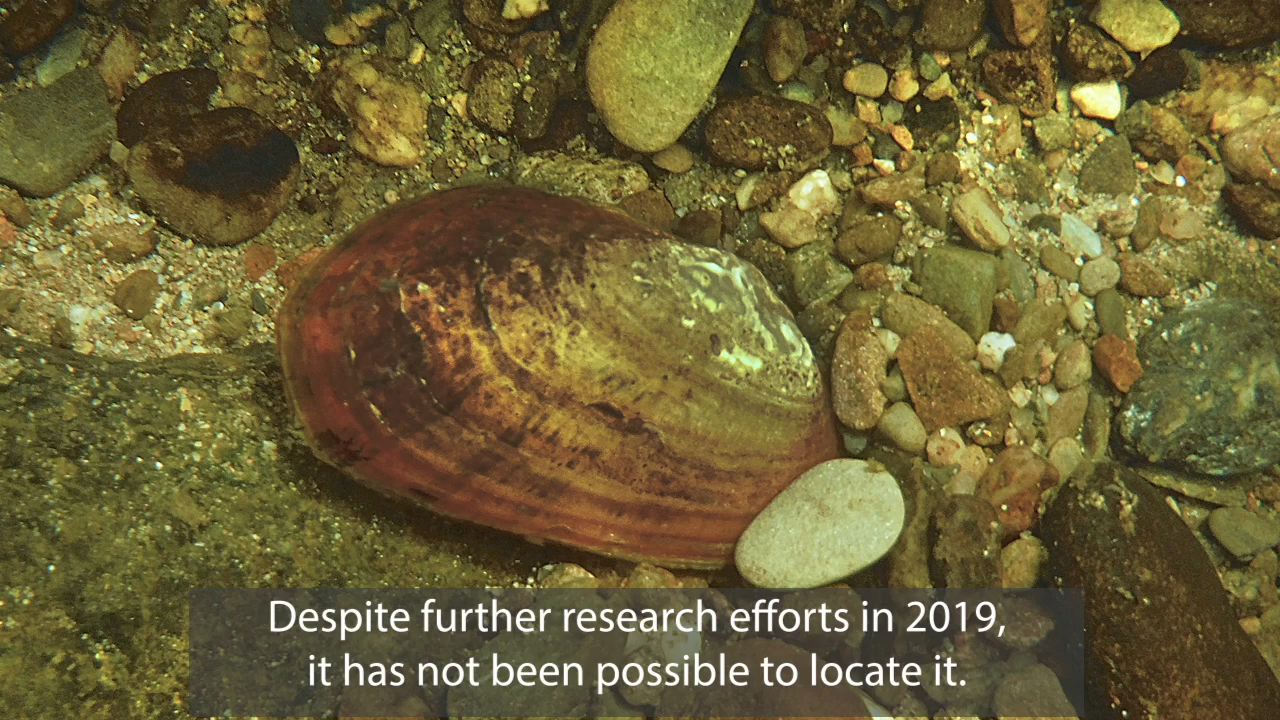 Despite further research efforts in 2019,
it has not been possible to locate it.